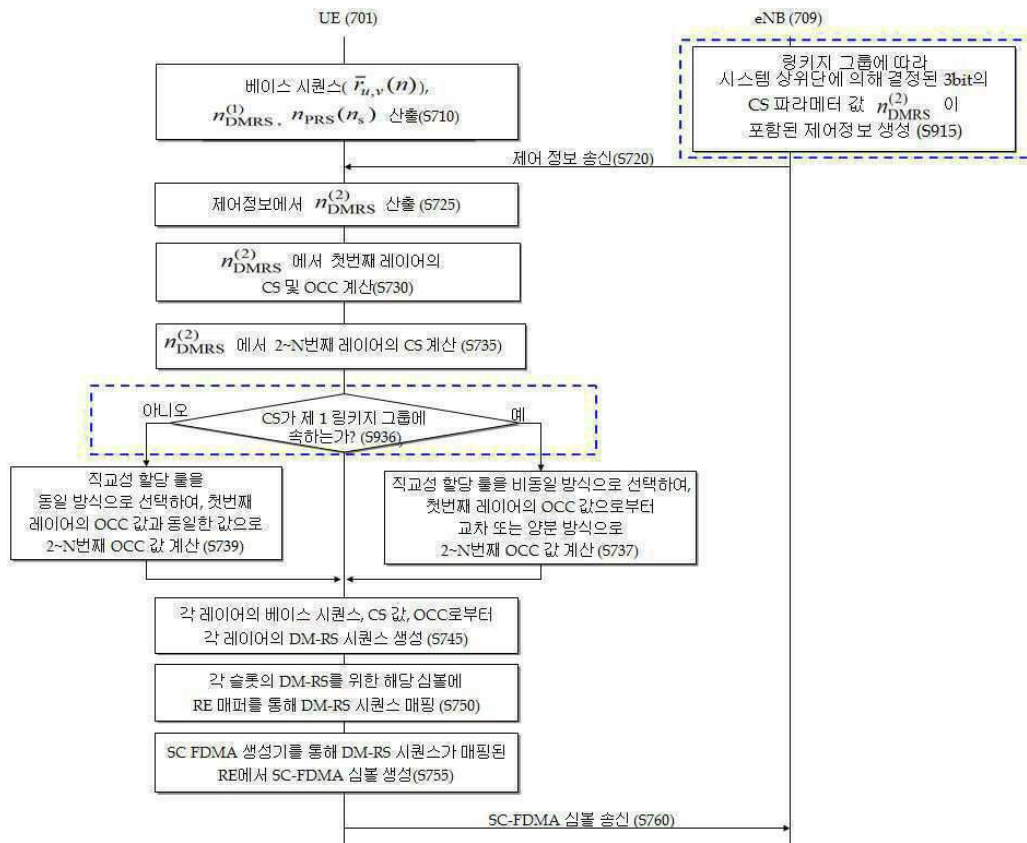 UE (701)
eNB (709)
베이스 시퀀스( r̄u,v(n) ),
n(1)DMRS, nPRS(ns) 산출(S710)
링키지 그룹에 따라
시스템 상위단에 의해 결정된 3bit의
CS 파라메터 값 n(2)DMRS 이
포함된 제어정보 생성 (S915)
제어 정보 송신(S720)
제어정보에서 n(2)DMRS 산출 (S725)
n(2)DMRS 에서 첫번째 레이어의
CS 및 OCC 계산(S730)
n(2)DMRS 에서 2~N번째 레이어의 CS 계산 (S735)
아니오
CS가 제 1 링키지 그룹에
속하는가? (S936)
예
직교성 할당 룰을
동일 방식으로 선택하여, 첫번째
레이어의 OCC 값과 동일한 값으로
2~N번째 OCC 값 계산 (S739)
직교성 할당 룰을 비동일 방식으로 선택하여,
첫번째 레이어의 OCC 값으로부터
교차 또는 양분 방식으로
2~N번째 OCC 값 계산 (S737)
각 레이어의 베이스 시퀀스, CS 값, OCC로부터
각 레이어의 DM-RS 시퀀스 생성 (S745)
각 슬롯의 DM-RS를 위한 해당 심볼에
RE 매퍼를 통해 DM-RS 시퀀스 매핑 (S750)
SC FDMA 생성기를 통해 DM-RS 시퀀스가 매핑된
RE에서 SC-FDMA 심볼 생성(S755)
SC-FDMA 심볼 송신 (S760)